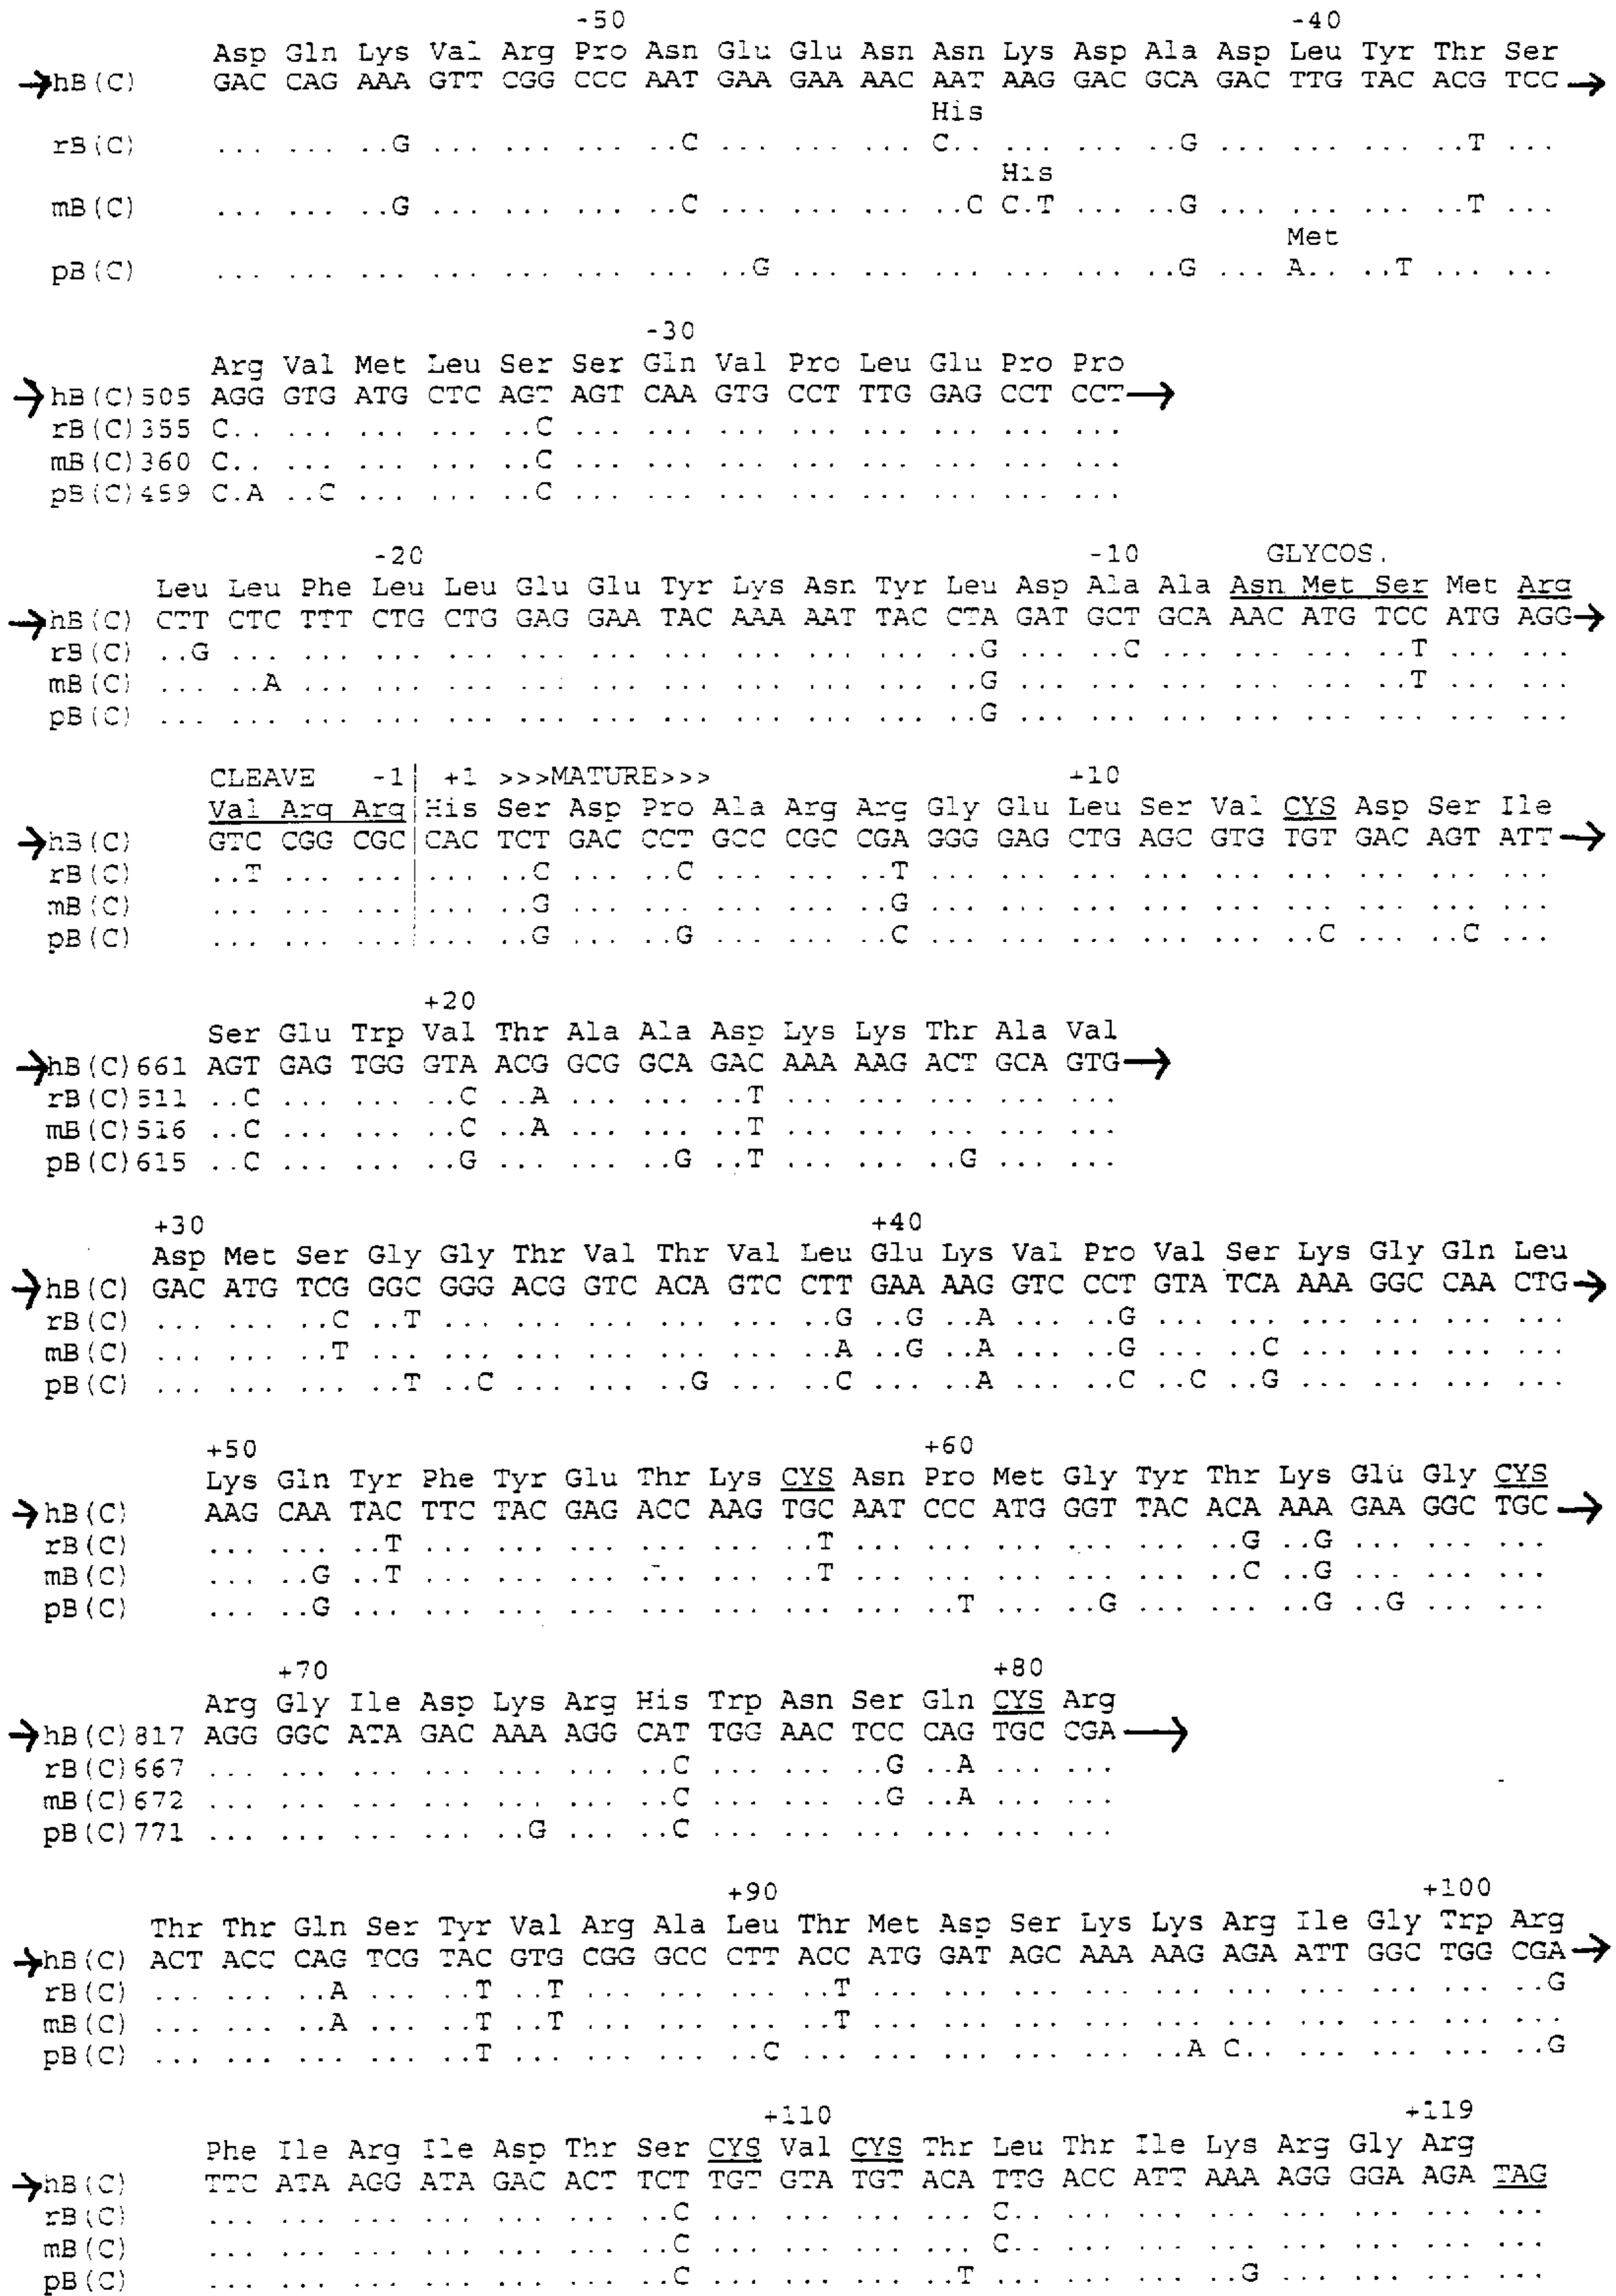 -50 -40
Asp Gln Lys Val Arg Pro Asn Glu Glu Asn Asn Lys Asp Ala Asp Leu Tyr Thr Ser
→hB(C) GAC CAG AAA GTT CGG CCC AAT GAA GAA AAC AAT AAG GAC GCA GAC TTG TAC ACG TCC→
His
rB(C) ... ... ..G ... ... ... ..C ... ... ... C.. ... ... ..G ... ... ... ..T ...
His
mB(C) ... ... ..G ... ... ... ..C ... ... ... ..C C.T ... ..G ... ... ... ..T ...
Met
pB(C) ... ... ... ... ... ... ... ..G ... ... ... ... ... ..G ... A.. ..T ... ...
-30
Arg Val Met Leu Ser Ser Gln Val Pro Leu Glu Pro Pro
→hB(C)505 AGG GTG ATG CTC AGT AGT CAA GTG CCT TTG GAG CCT CCT→
rB(C)355 C.. ... ... ... ..C ... ... ... ... ... ... ... ...
mB(C)360 C.. ... ... ... ..C ... ... ... ... ... ... ... ...
pB(C)459 C.A ..C ... ... ..C ... ... ... ... ... ... ... ...
-20 -10 GLYCOS.
Leu Leu Phe Leu Leu Glu Glu Tyr Lys Asn Tyr Leu Asp Ala Ala Asn Met Ser Met Arg
→hB(C) CTT CTC TTT CTG CTG GAG GAA TAC AAA AAT TAC CTA GAT GCT GCA AAC ATG TCC ATG AGG→
rB(C) ..G ... ... ... ... ... ... ... ... ... ... ..G ... ..C ... ... ... ..T ... ...
mB(C) ... ..A ... ... ... ... ... ... ... ... ... ..G ... ... ... ... ... ..T ... ...
pB(C) ... ... ... ... ... ... ... ... ... ... ... ..G ... ... ... ... ... ... ... ...
CLEAVE -1| +1 >>>MATURE>>> +10
Val Arg Arg|His Ser Asp Pro Ala Arg Arg Gly Glu Leu Ser Val CYS Asp Ser Ile
→hB(C) GTC CGG CGC|CAC TCT GAC CCT GCC CGC CGA GGG GAG CTG AGC GTG TGT GAC AGT ATT→
rB(C) ..T ... ...|... ..C ... ..C ... ... ..T ... ... ... ... ... ... ... ... ...
mB(C) ... ... ...|... ..G ... ... ... ... ..G ... ... ... ... ... ... ... ... ...
pB(C) ... ... ...|... ..G ... ..G ... ... ..C ... ... ... ... ... ..C ... ..C ...
+20
Ser Glu Trp Val Thr Ala Ala Asp Lys Lys Thr Ala Val
→hB(C)661 AGT GAG TGG GTA ACG GCG GCA GAC AAA AAG ACT GCA GTG→
rB(C)511 ..C ... ... ..C ..A ... ... ..T ... ... ... ... ...
mB(C)516 ..C ... ... ..C ..A ... ... ..T ... ... ... ... ...
pB(C)615 ..C ... ... ..G ... ... ..G ..T ... ... ..G ... ...
+30 +40
Asp Met Ser Gly Gly Thr Val Thr Val Leu Glu Lys Val Pro Val Ser Lys Gly Gln Leu
→hB(C) GAC ATG TCG GGC GGG ACG GTC ACA GTC CTT GAA AAG GTC CCT GTA TCA AAA GGC CAA CTG→
rB(C) ... ... ..C ..T ... ... ... ... ... ..G ..G ..A ... ..G ... ... ... ... ... ...
mB(C) ... ... ..T ... ... ... ... ... ... ..A ..G ..A ... ..G ... ..C ... ... ... ...
pB(C) ... ... ... ..T ..C ... ... ..G ... ..C ... ..A ... ..C ..C ..G ... ... ... ...
+50 +60
Lys Gln Tyr Phe Tyr Glu Thr Lys CYS Asn Pro Met Gly Tyr Thr Lys Glu Gly CYS
→hB(C) AAG CAA TAC TTC TAC GAG ACC AAG TGC AAT CCC ATG GGT TAC ACA AAA GAA GGC TGC→
rB(C) ... ... ..T ... ... ... ... ... ..T ... ... ... ... ... ..G ..G ... ... ...
mB(C) ... ..G ..T ... ... ... ... ... ..T ... ... ... ... ... ..C ..G ... ... ...
pB(C) ... ..G ... ... ... ... ... ... ... ... ..T ... ..G ... ... ..G ..G ... ...
+70 +80
Arg Gly Ile Asp Lys Arg His Trp Asn Ser Gln CYS Arg
→hB(C)817 AGG GGC ATA GAC AAA AGG CAT TGG AAC TCC CAG TGC CGA→
rB(C)667 ... ... ... ... ... ... ..C ... ... ..G ..A ... ...
mB(C)672 ... ... ... ... ... ... ..C ... ... ..G ..A ... ...
pB(C)771 ... ... ... ... ..G ... ..C ... ... ... ... ... ...
+90 +100
Thr Thr Gln Ser Tyr Val Arg Ala Leu Thr Met Asp Ser Lys Lys Arg Ile Gly Trp Arg
→hB(C) ACT ACC CAG TCG TAC GTG CGG GCC CTT ACC ATG GAT AGC AAA AAG AGA ATT GGC TGG CGA→
rB(C) ... ... ..A ... ..T ..T ... ... ... ..T ... ... ... ... ... ... ... ... ... ..G
mB(C) ... ... ..A ... ..T ..T ... ... ... ..T ... ... ... ... ... ... ... ... ... ...
pB(C) ... ... ... ... ..T ... ... ... ..C ... ... ... ... ... ..A C.. ... ... ... ..G
+110 +119
Phe Ile Arg Ile Asp Thr Ser CYS Val CYS Thr Leu Thr Ile Lys Arg Gly Arg
→hB(C) TTC ATA AGG ATA GAC ACT TCT TGT GTA TGT ACA TTG ACC ATT AAA AGG GGA AGA TAG
rB(C) ... ... ... ... ... ... ..C ... ... ... ... C.. ... ... ... ... ... ... ...
mB(C) ... ... ... ... ... ... ..C ... ... ... ... C.. ... ... ... ... ... ... ...
pB(C) ... ... ... ... ... ... ..C ... ... ... ..T ... ... ... ..G ... ... ... ...